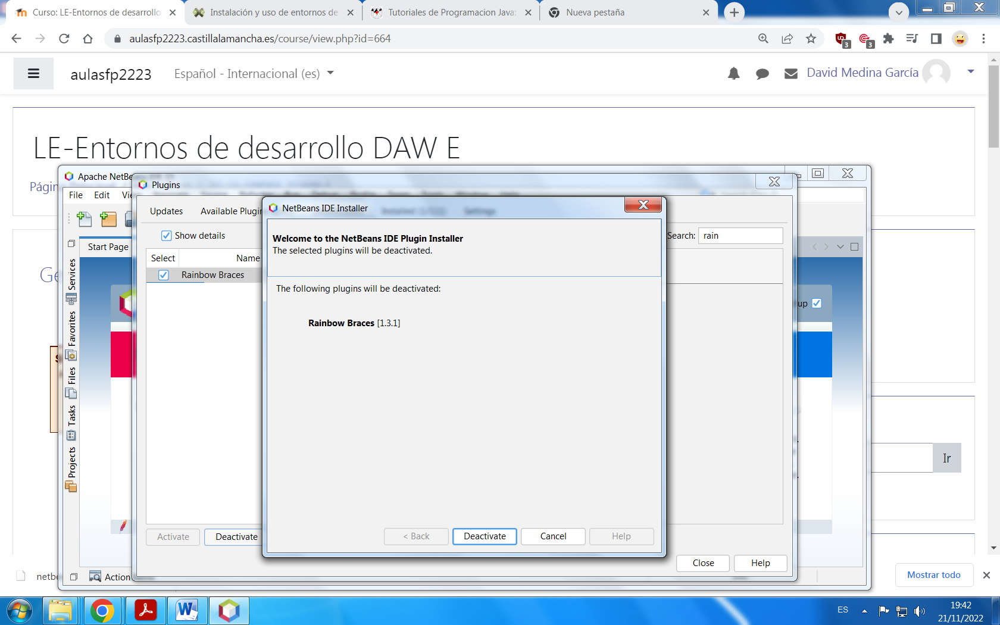 Curso: LE-Entornos de desarrollo
Instalación y uso de entornos de
Tutoriales de Programacion Java:
Nueva pestaña
aulasfp2223.castillalamancha.es/course/view.php?id=664
3
3
aulasfp2223
Español - Internacional (es)
David Medina García
LE-Entornos de desarrollo DAW E
Págin
Apache NetBe
File Edit Vi
Plugins
Updates
Available Plugin
Show details
Search: rain
Select
Name
Rainbow Braces
NetBeans IDE Installer
Welcome to the NetBeans IDE Plugin Installer
The selected plugins will be deactivated.
The following plugins will be deactivated:
Rainbow Braces [1.3.1]
< Back
Deactivate
Cancel
Help
Start Page
Services
Favorites
Files
Tasks
Projects
Ge
up
Ir
Activate
Deactivate
Close
Help
netbe
Action
Mostrar todo
ES
19:42
21/11/2022